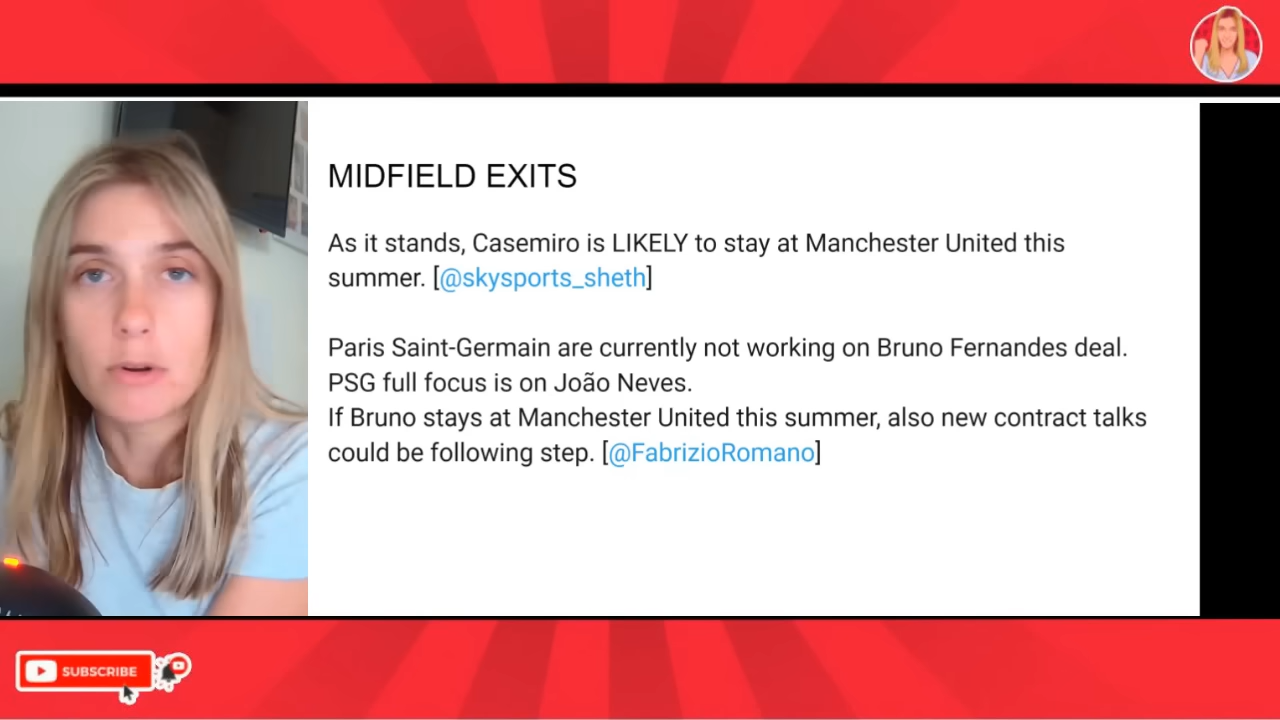 MIDFIELD EXITS
As it stands, Casemiro is LIKELY to stay at Manchester United this
summer. [@skysports_sheth]
Paris Saint-Germain are currently not working on Bruno Fernandes deal.
PSG full focus is on João Neves.
If Bruno stays at Manchester United this summer, also new contract talks
could be following step. [@FabrizioRomano]
SUBSCRIBE